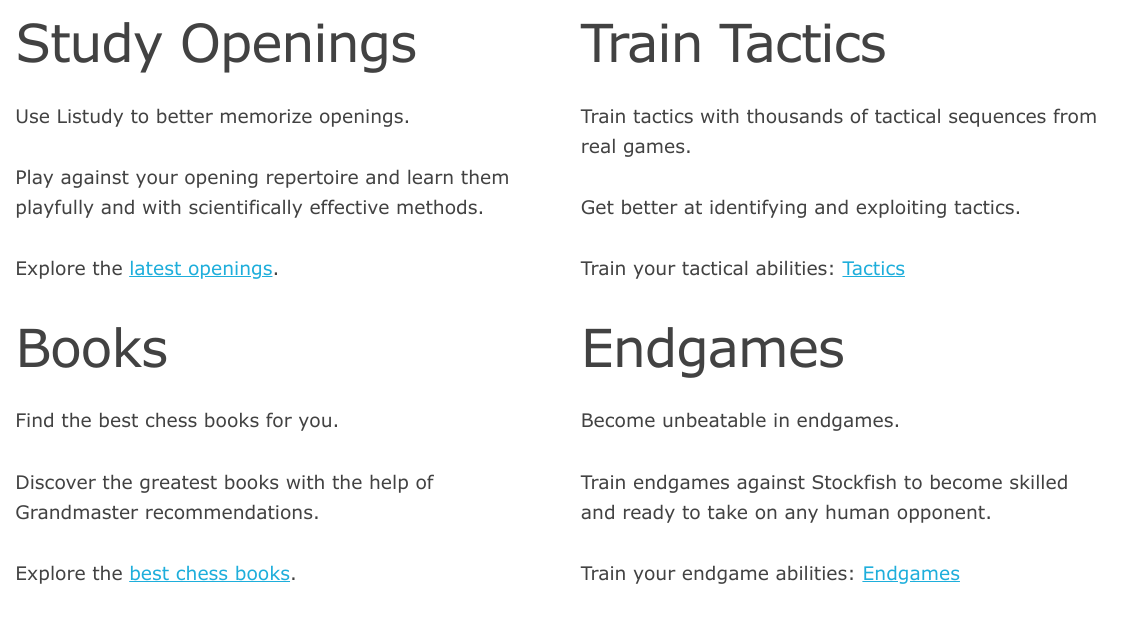 Study Openings
Use Listudy to better memorize openings.
Play against your opening repertoire and learn them
playfully and with scientifically effective methods.
Explore the latest openings.
Train Tactics
Train tactics with thousands of tactical sequences from
real games.
Get better at identifying and exploiting tactics.
Train your tactical abilities: Tactics
Books
Find the best chess books for you.
Discover the greatest books with the help of
Grandmaster recommendations.
Explore the best chess books.
Endgames
Become unbeatable in endgames.
Train endgames against Stockfish to become skilled
and ready to take on any human opponent.
Train your endgame abilities: Endgames